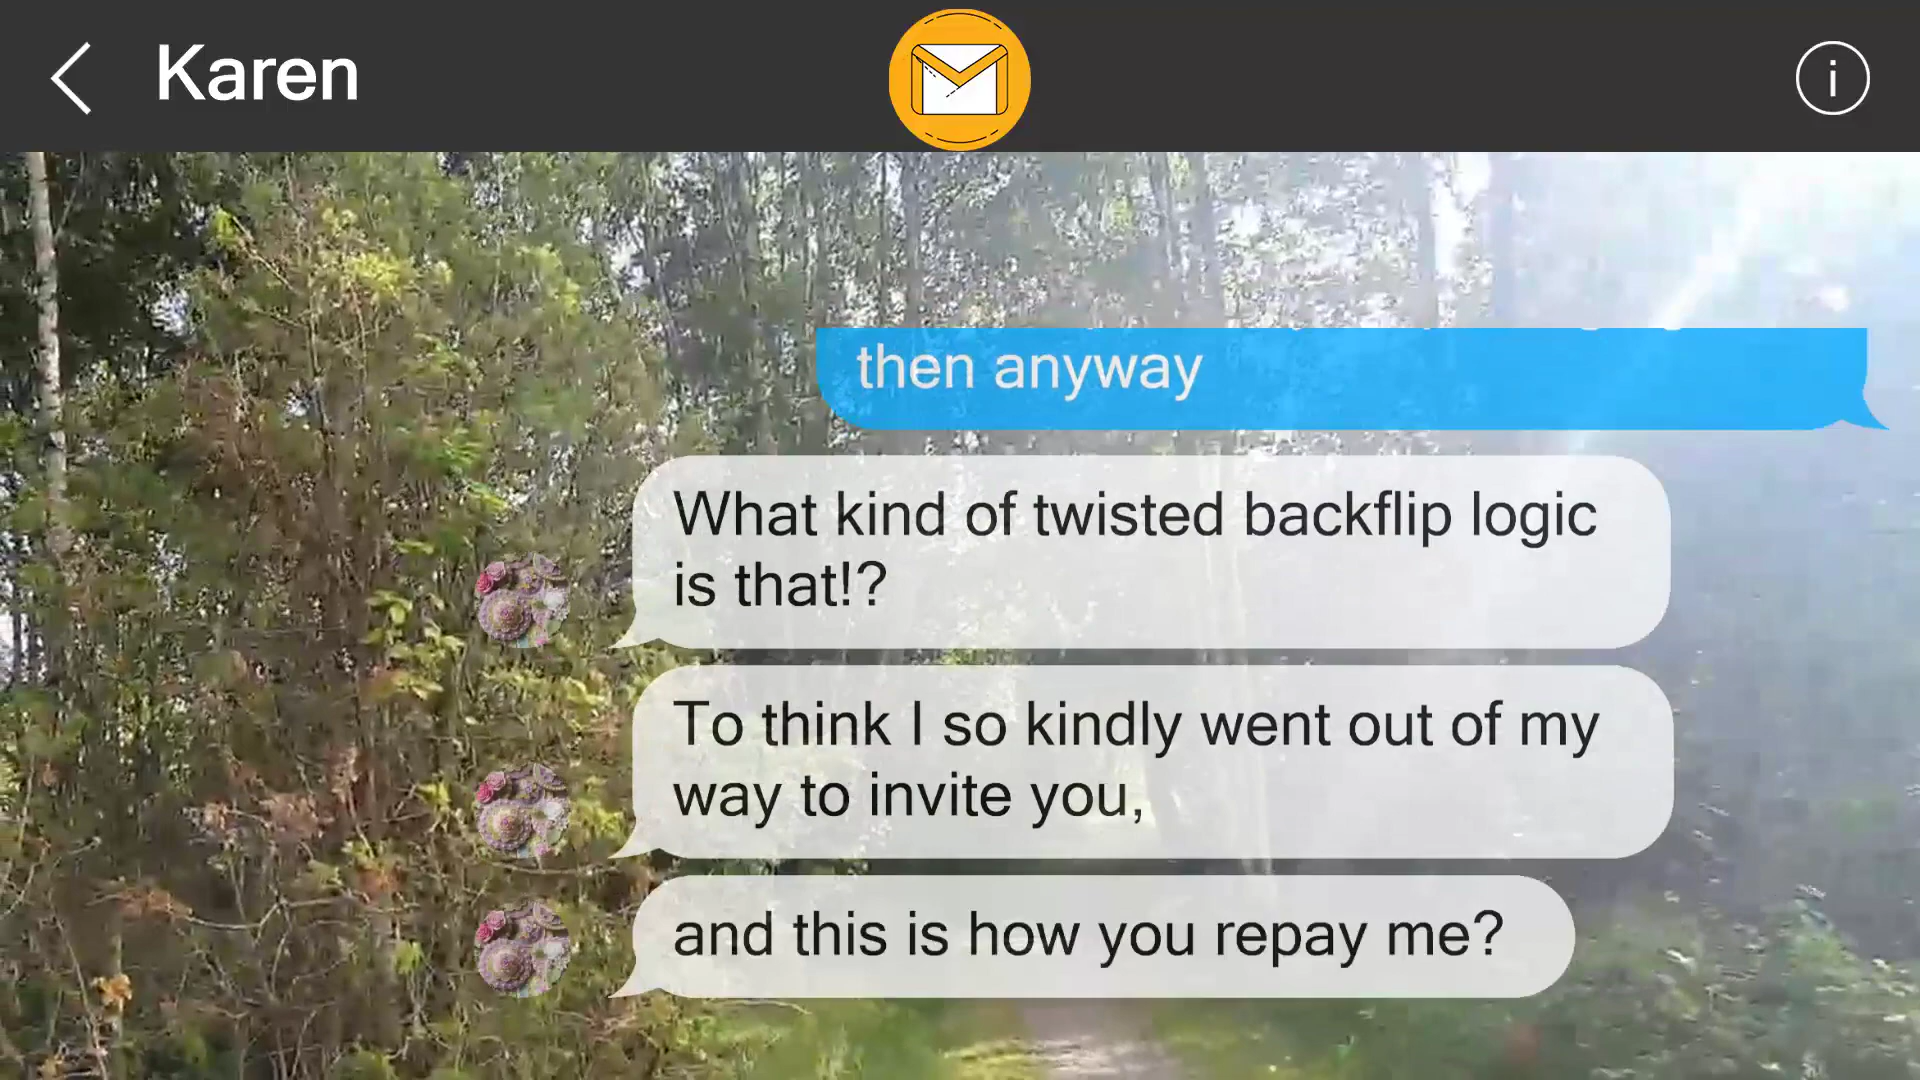 Karen
then anyway
What kind of twisted backflip logic
is that!?
To think I so kindly went out of my
way to invite you,
and this is how you repay me?